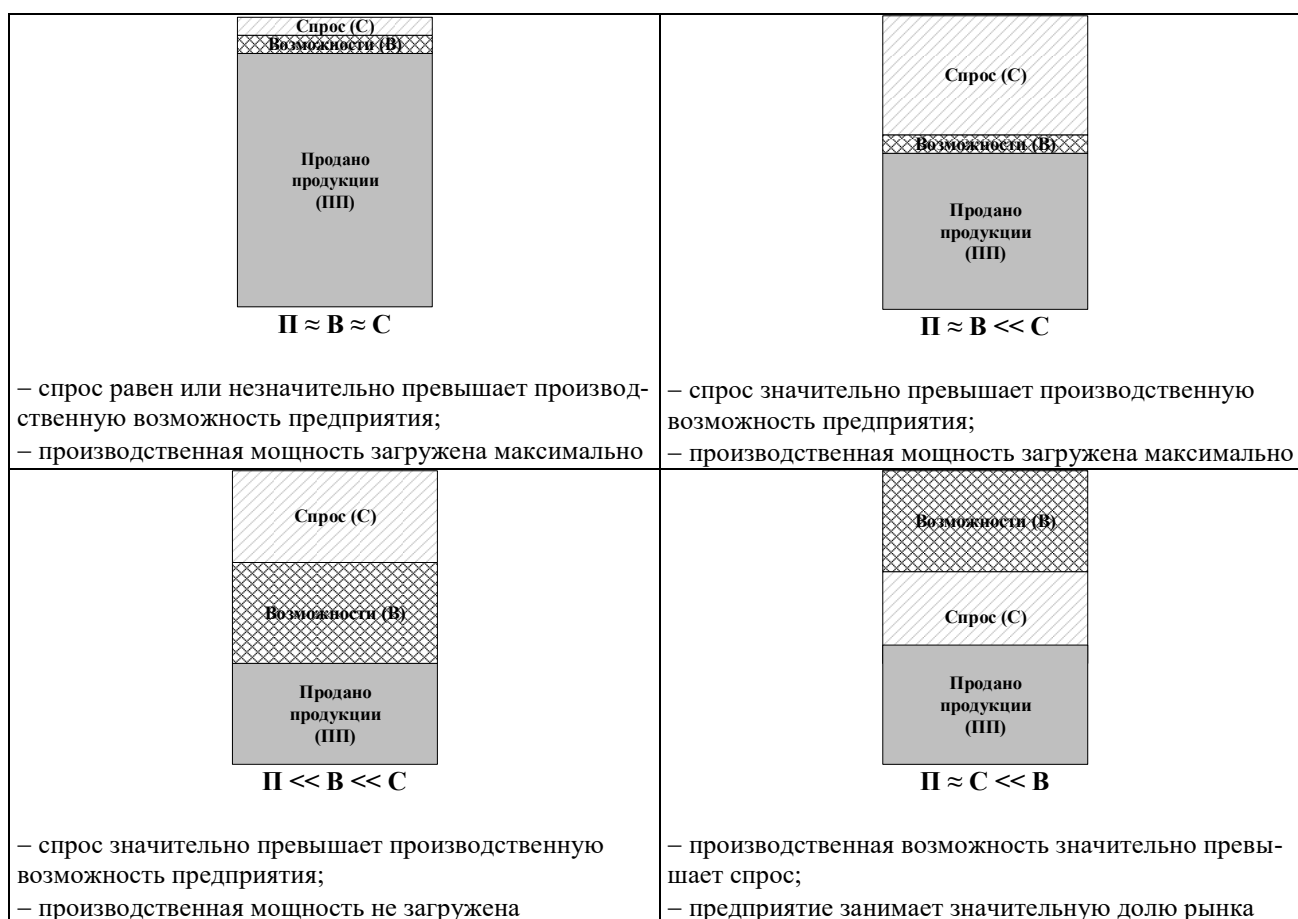 Спрос (С)
Возможности (В)
Продано
продукции
(ПП)
П ≈ В ≈ С
– спрос равен или незначительно превышает производ-
ственную возможность предприятия;
– производственная мощность загружена максимально
Спрос (С)
Возможности (В)
Продано
продукции
(ПП)
П ≈ В << С
– спрос значительно превышает производственную
возможность предприятия;
– производственная мощность загружена максимально
Спрос (С)
Возможности (В)
Продано
продукции
(ПП)
П << В << С
– спрос значительно превышает производственную
возможность предприятия;
– производственная мощность не загружена
Возможности (В)
Спрос (С)
Продано
продукции
(ПП)
П ≈ С << В
– производственная возможность значительно превы-
шает спрос;
– предприятие занимает значительную долю рынка